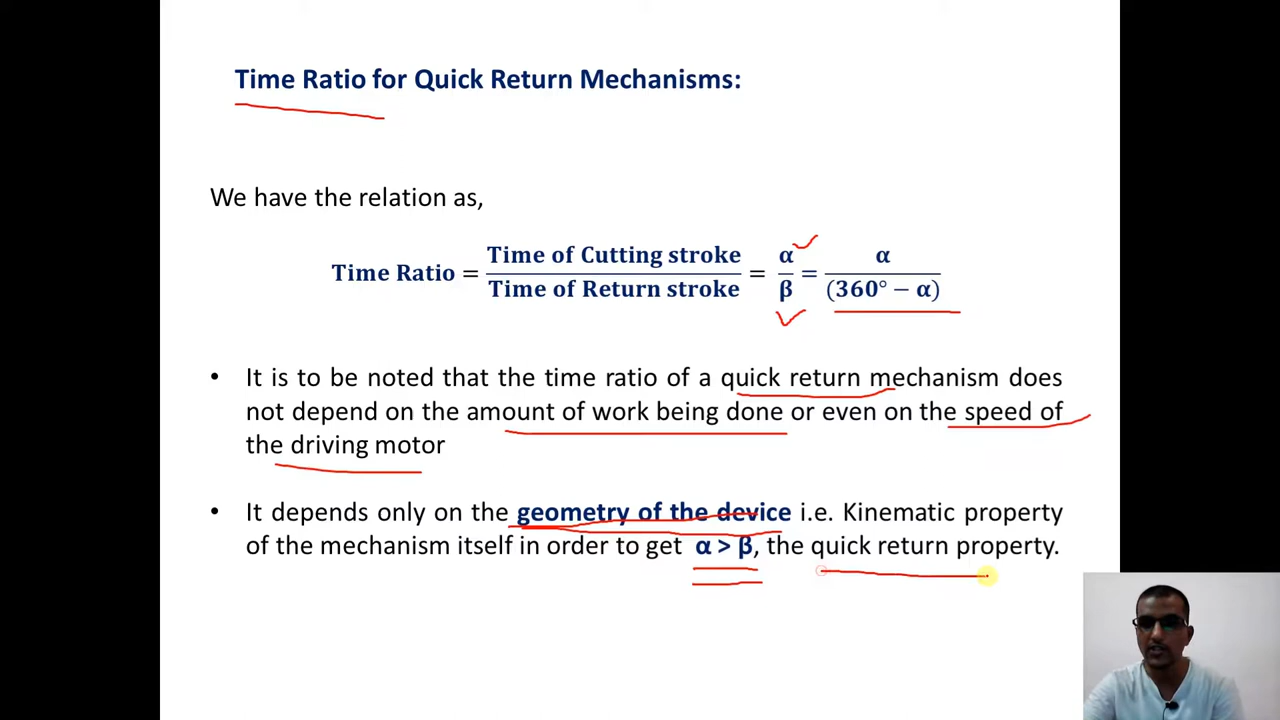 Time Ratio for Quick Return Mechanisms:
We have the relation as,
Time Ratio = Time of Cutting stroke / Time of Return stroke = α / β = α / (360° − α)
• It is to be noted that the time ratio of a quick return mechanism does
not depend on the amount of work being done or even on the speed of
the driving motor
• It depends only on the geometry of the device i.e. Kinematic property
of the mechanism itself in order to get α > β, the quick return property.